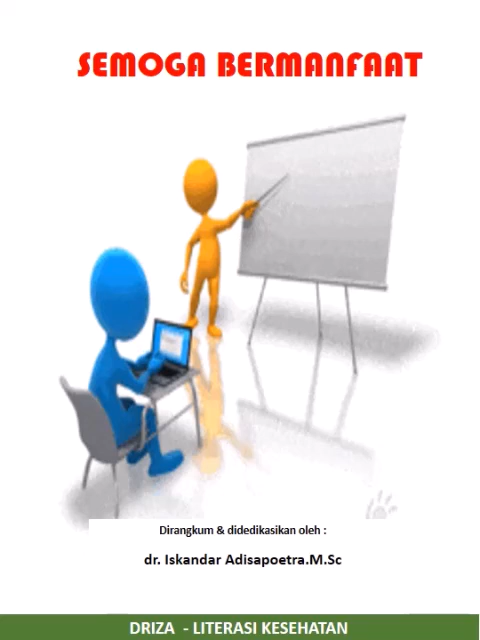 SEMOGA BERMANFAAT
Dirangkum & didedikasikan oleh :
dr. Iskandar Adisapoetra.M.Sc
DRIZA - LITERASI KESEHATAN